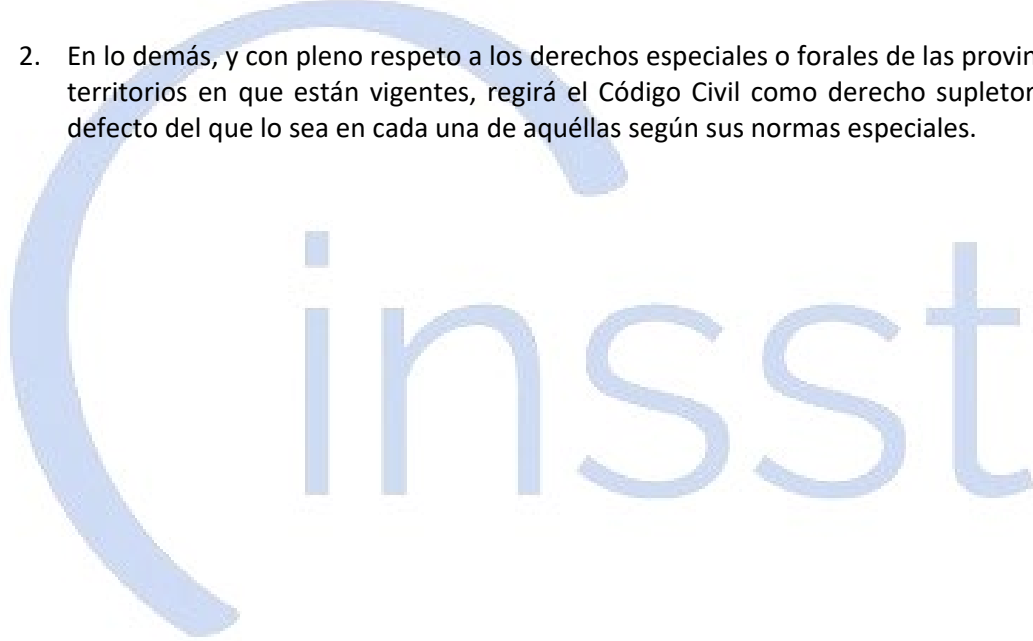 2. En lo demás, y con pleno respeto a los derechos especiales o forales de las provin
territorios en que están vigentes, regirá el Código Civil como derecho supletor
defecto del que lo sea en cada una de aquéllas según sus normas especiales.
insst